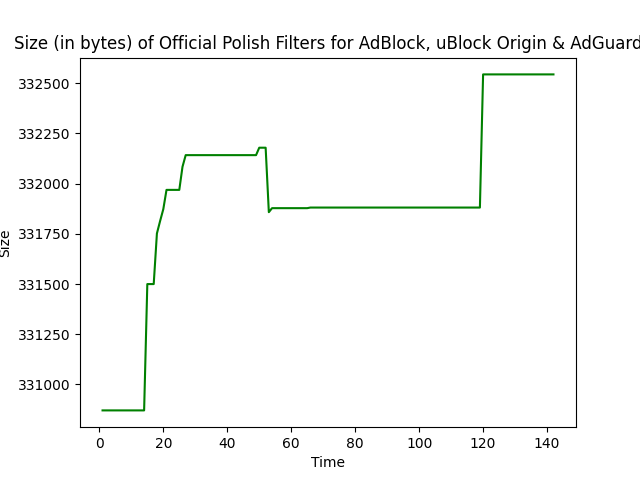 Size (in bytes) of Official Polish Filters for AdBlock, uBlock Origin & AdGuard
332500
332250
332000
331750
331500
331250
331000
Size
0 20 40 60 80 100 120 140
Time